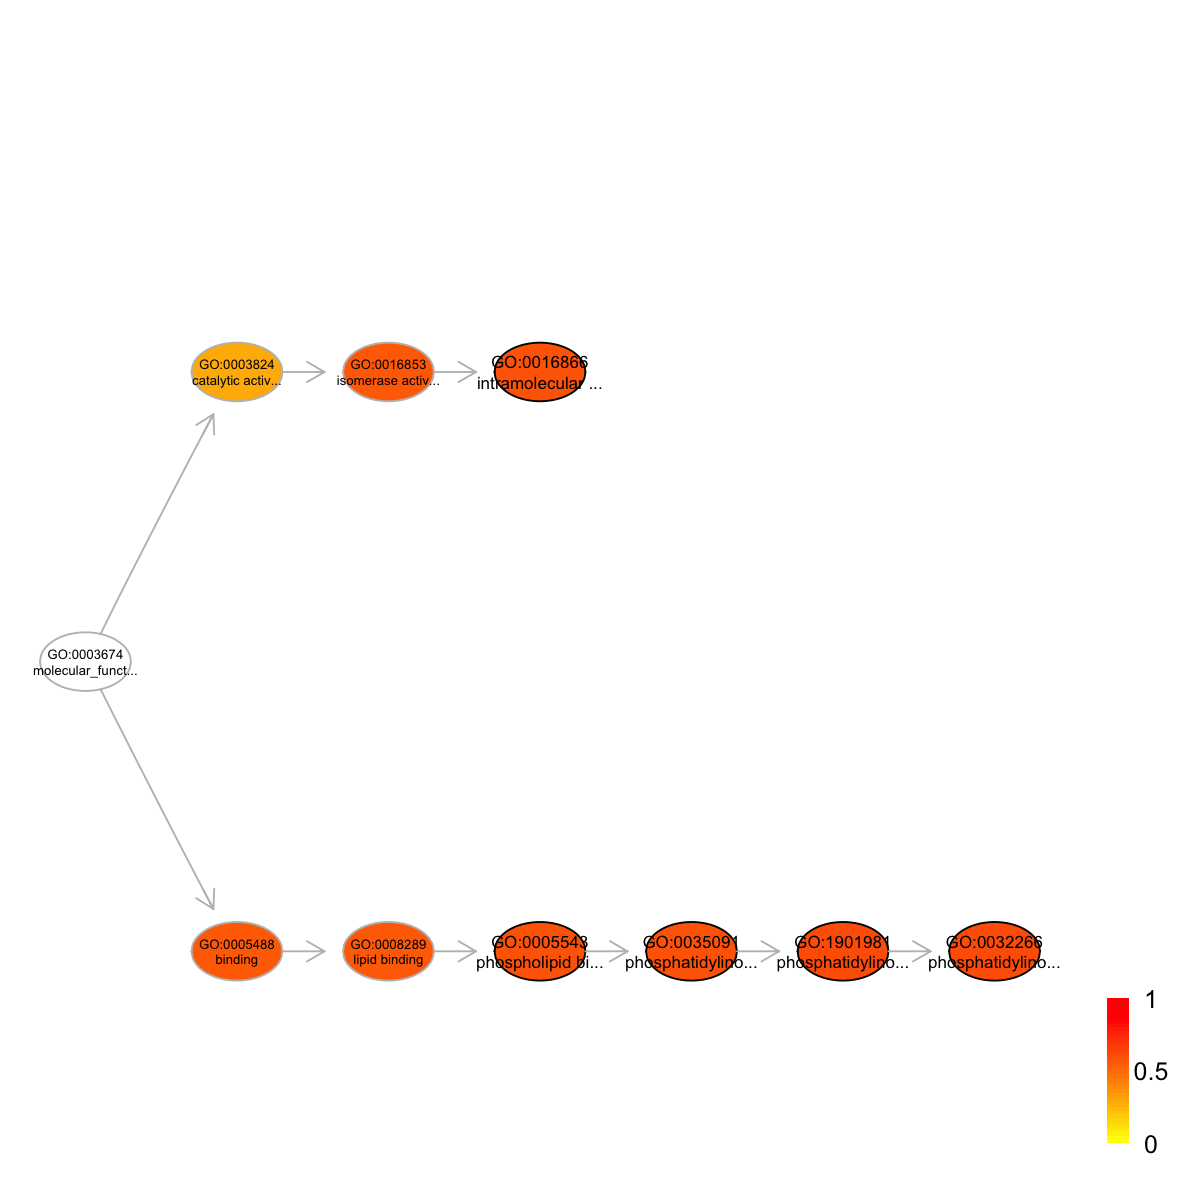 GO:0003824
catalytic activ...
GO:0016853
isomerase activ...
GO:0016866
intramolecular ...
GO:0003674
molecular_funct...
GO:0005488
binding
GO:0008289
lipid binding
GO:0005543
phospholipid bi...
GO:0035091
phosphatidylino...
GO:1901981
phosphatidylino...
GO:0032266
phosphatidylino...
1
0.5
0